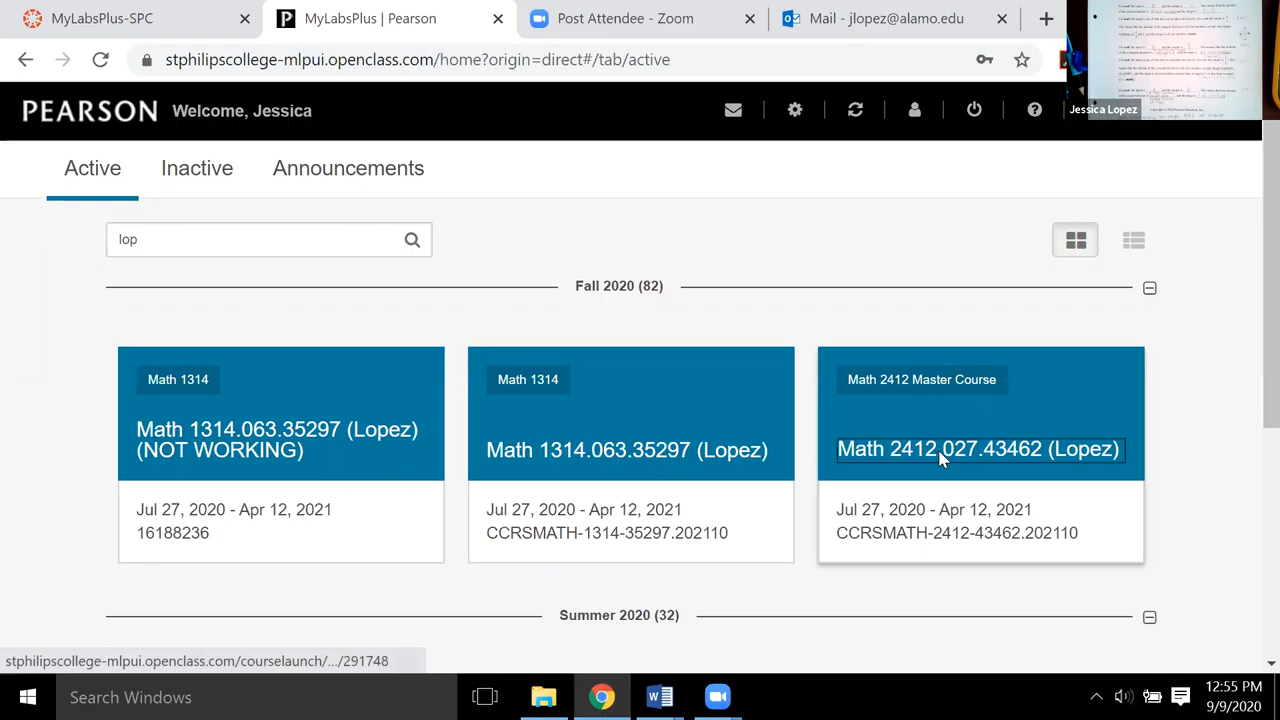 MyLabsPlus-SPC
MyLabsPlus | Pearson
Post Attendee - Zoom
Mail - jlopez@alamo.edu
stphilipscollege-mlpui.openclass.com
direct#/tab/active
PEARSON
Welcome, Jessica
Jessica Lopez
Active
Inactive
Announcements
lop
Fall 2020 (82)
Math 1314
Math 1314.063.35297 (Lopez)
(NOT WORKING)
Jul 27, 2020 - Apr 12, 2021
16188236
Math 1314
Math 1314.063.35297 (Lopez)
Jul 27, 2020 - Apr 12, 2021
CCRSMATH-1314-35297.202110
Math 2412 Master Course
Math 2412.027.43462 (Lopez)
Jul 27, 2020 - Apr 12, 2021
CCRSMATH-2412-43462.202110
Summer 2020 (32)
stphilipscollege-mlpui.openclass.com/courselaunch/.../291748
Search Windows
12:55 PM
9/9/2020